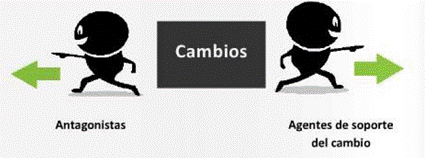 Cambios
Antagonistas
Agentes de soporte
del cambio